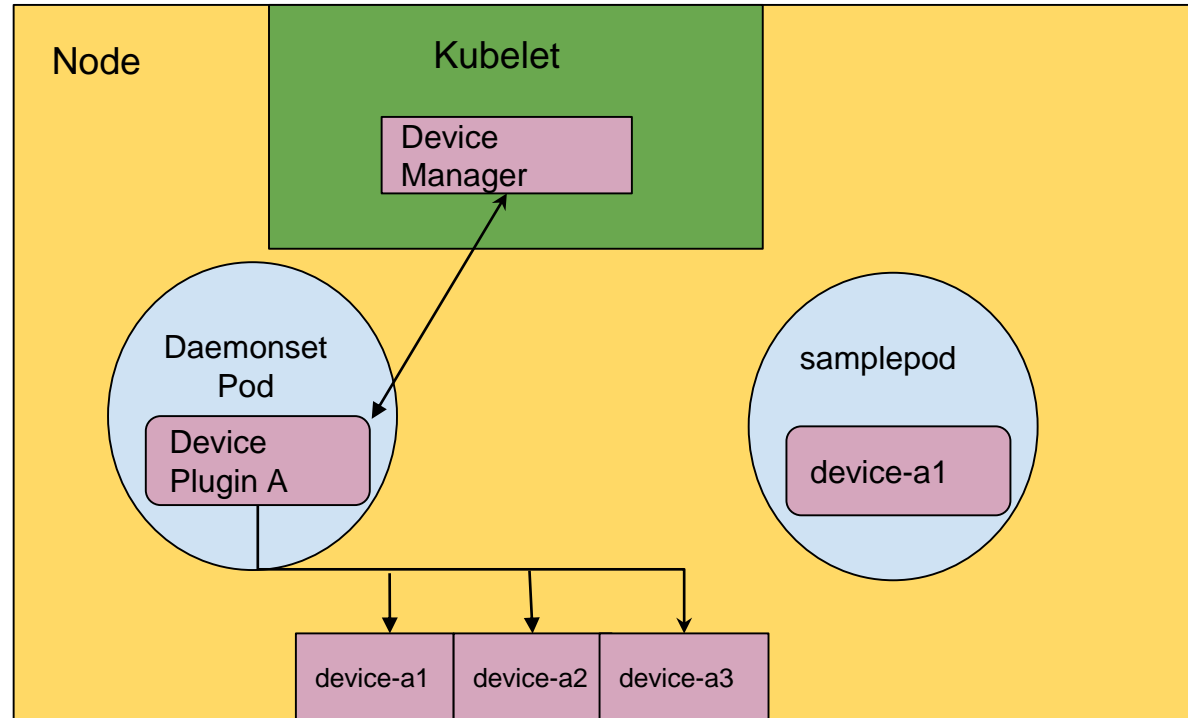 Node
Kubelet
Device
Manager
Daemonset
Pod
Device
Plugin A
samplepod
device-a1
device-a1
device-a2
device-a3